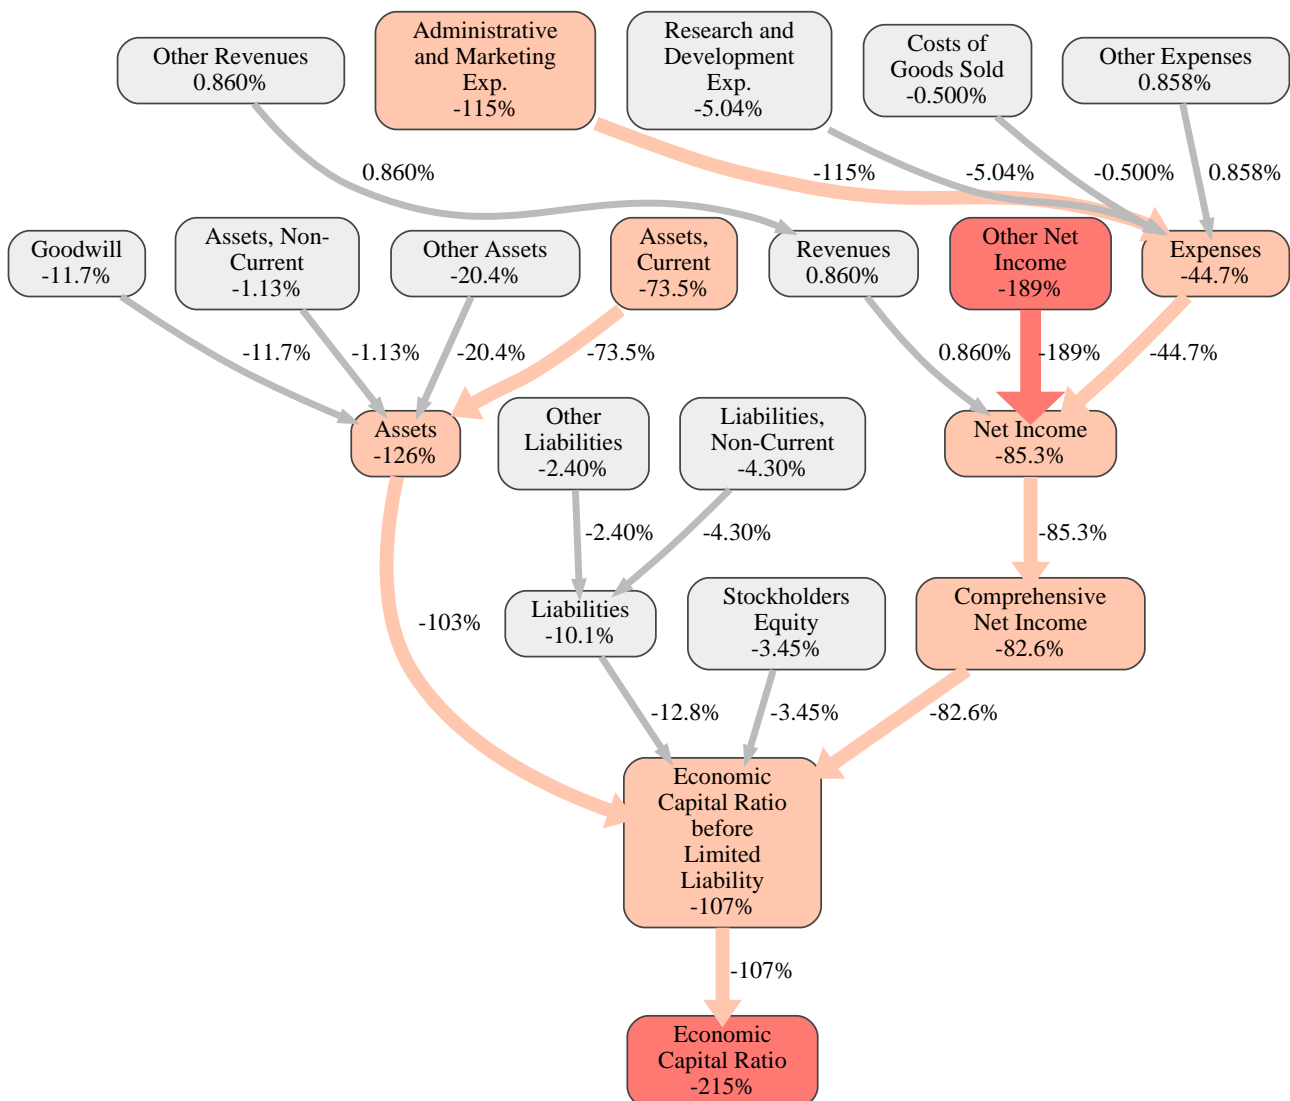 Other Revenues
0.860%
Administrative
and Marketing
Exp.
-115%
Research and
Development
Exp.
-5.04%
Costs of
Goods Sold
-0.500%
Other Expenses
0.858%
0.860%
-115%
-5.04%
-0.500%
0.858%
Goodwill
-11.7%
Assets, Non-
Current
-1.13%
Other Assets
-20.4%
Assets,
Current
-73.5%
Revenues
0.860%
Other Net
Income
-189%
Expenses
-44.7%
-11.7%
-1.13%
-20.4%
-73.5%
0.860%
-189%
-44.7%
Assets
-126%
Other
Liabilities
-2.40%
Liabilities,
Non-Current
-4.30%
Net Income
-85.3%
-2.40%
-4.30%
-85.3%
-103%
Liabilities
-10.1%
Stockholders
Equity
-3.45%
Comprehensive
Net Income
-82.6%
-12.8%
-3.45%
-82.6%
Economic
Capital Ratio
before
Limited
Liability
-107%
-107%
Economic
Capital Ratio
-215%